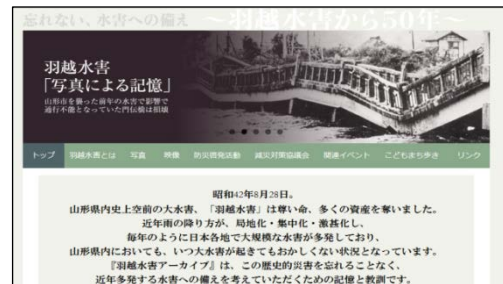 忘れない、水害への備え ～羽越水害から50年～
羽越水害
「写真による記憶」
山形市を襲った前年の水害で影響で
通行不能となっていた門伝橋は損壊
トップ 羽越水害とは 写真 映像 防災啓発活動 減災対策協議会 関連イベント こどもまち歩き リンク
昭和42年8月28日。
山形県内史上空前の大水害、「羽越水害」は尊い命、多くの資産を奪いました。
近年雨の降り方が、局地化・集中化・激甚化し、
毎年のように日本各地で大規模な水害が多発しており、
山形県内においても、いつ大水害が起きてもおかしくない状況となっています。
『羽越水害アーカイブ』は、この歴史的災害を忘れることなく、
近年多発する水害への備えを考えていただくための記憶と教訓です。